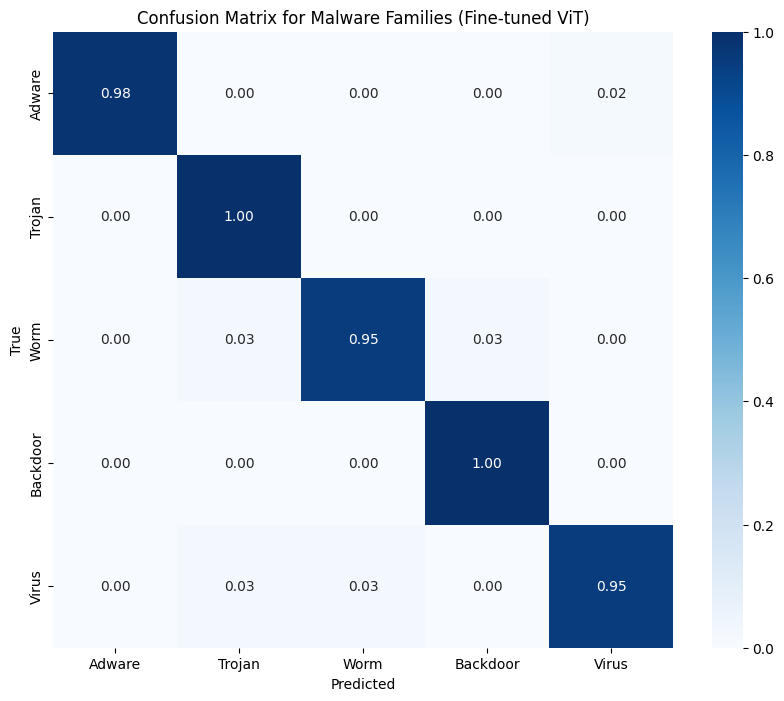 Confusion Matrix for Malware Families (Fine-tuned ViT)
Adware 0.98 0.00 0.00 0.00 0.02
Trojan 0.00 1.00 0.00 0.00 0.00
Worm 0.00 0.03 0.95 0.03 0.00
Backdoor 0.00 0.00 0.00 1.00 0.00
Virus 0.00 0.03 0.03 0.00 0.95
True
Adware Trojan Worm Backdoor Virus
Predicted
1.0
0.8
0.6
0.4
0.2
0.0